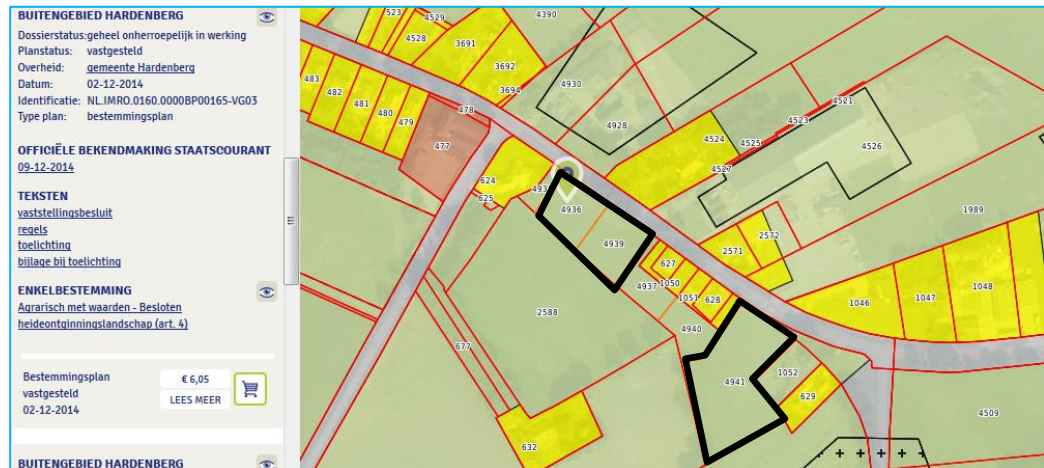 BUITENGEBIED HARDENBERG
Dossierstatus:geheel onherroepelijk in werking
Planstatus: vastgesteld
Overheid: gemeente Hardenberg
Datum: 02-12-2014
Identificatie: NL.IMRO.0160.0000BP00165-VG03
Type plan: bestemmingsplan
OFFICIËLE BEKENDMAKING STAATSCOURANT
09-12-2014
TEKSTEN
vaststellingsbesluit
regels
toelichting
bijlage bij toelichting
ENKELBESTEMMING
Agrarisch met waarden - Besloten
heideontginningslandschap (art. 4)
Bestemmingsplan
vastgesteld
02-12-2014
€ 6,05
LEES MEER
BUITENGEBIED HARDENBERG
523
4529
4390
4528
3691
3692
3694
483
482
481
480
479
478
477
4930
4928
4521
4523
4524
4525
4526
4527
624
625
4936
4939
1989
2571
2572
627
4937
1050
1051
628
4940
2588
677
1046
1047
1048
4941
1052
629
4509
632